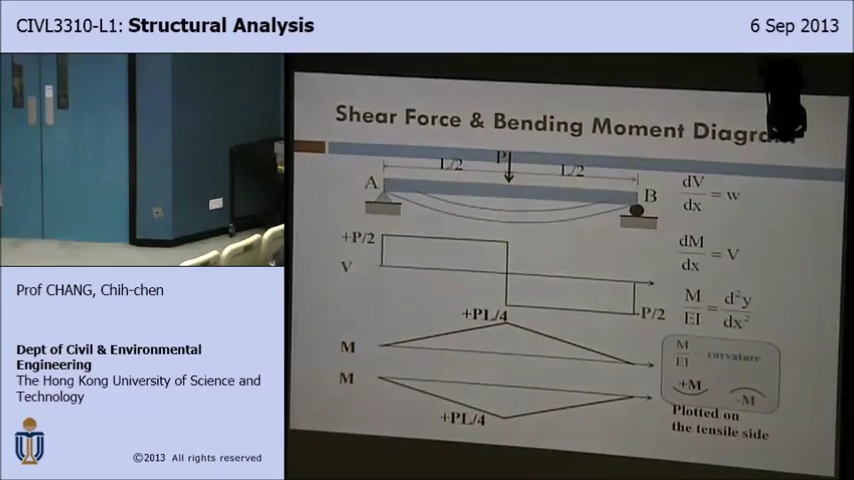 CIVL3310-L1: Structural Analysis
6 Sep 2013
Shear Force & Bending Moment Diagram
L/2
P
L/2
A
B
dV/dx = w
+P/2
V
dM/dx = V
P/2
M/EI = d²y/dx²
+PL/4
M
M/EI = curvature
M
+M
-M
+PL/4
Plotted on
the tensile side
Prof CHANG, Chih-chen
Dept of Civil & Environmental
Engineering
The Hong Kong University of Science and
Technology
©2013 All rights reserved